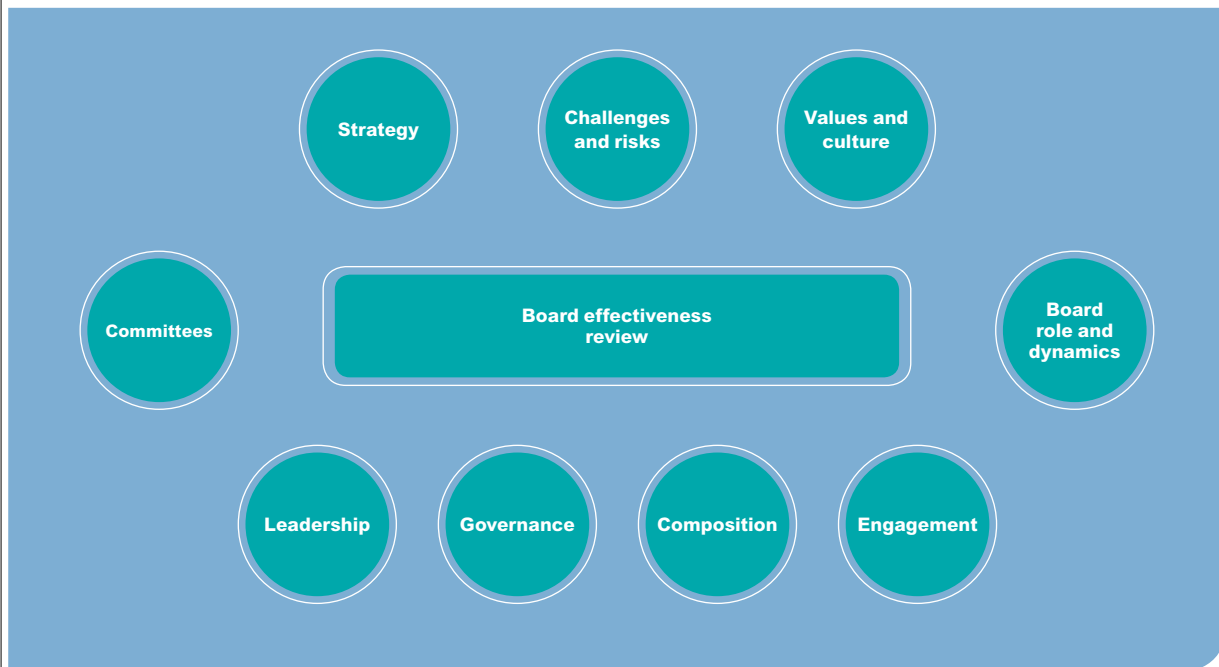 Strategy
Challenges
and risks
Values and
culture
Committees
Board effectiveness
review
Board
role and
dynamics
Leadership
Governance
Composition
Engagement